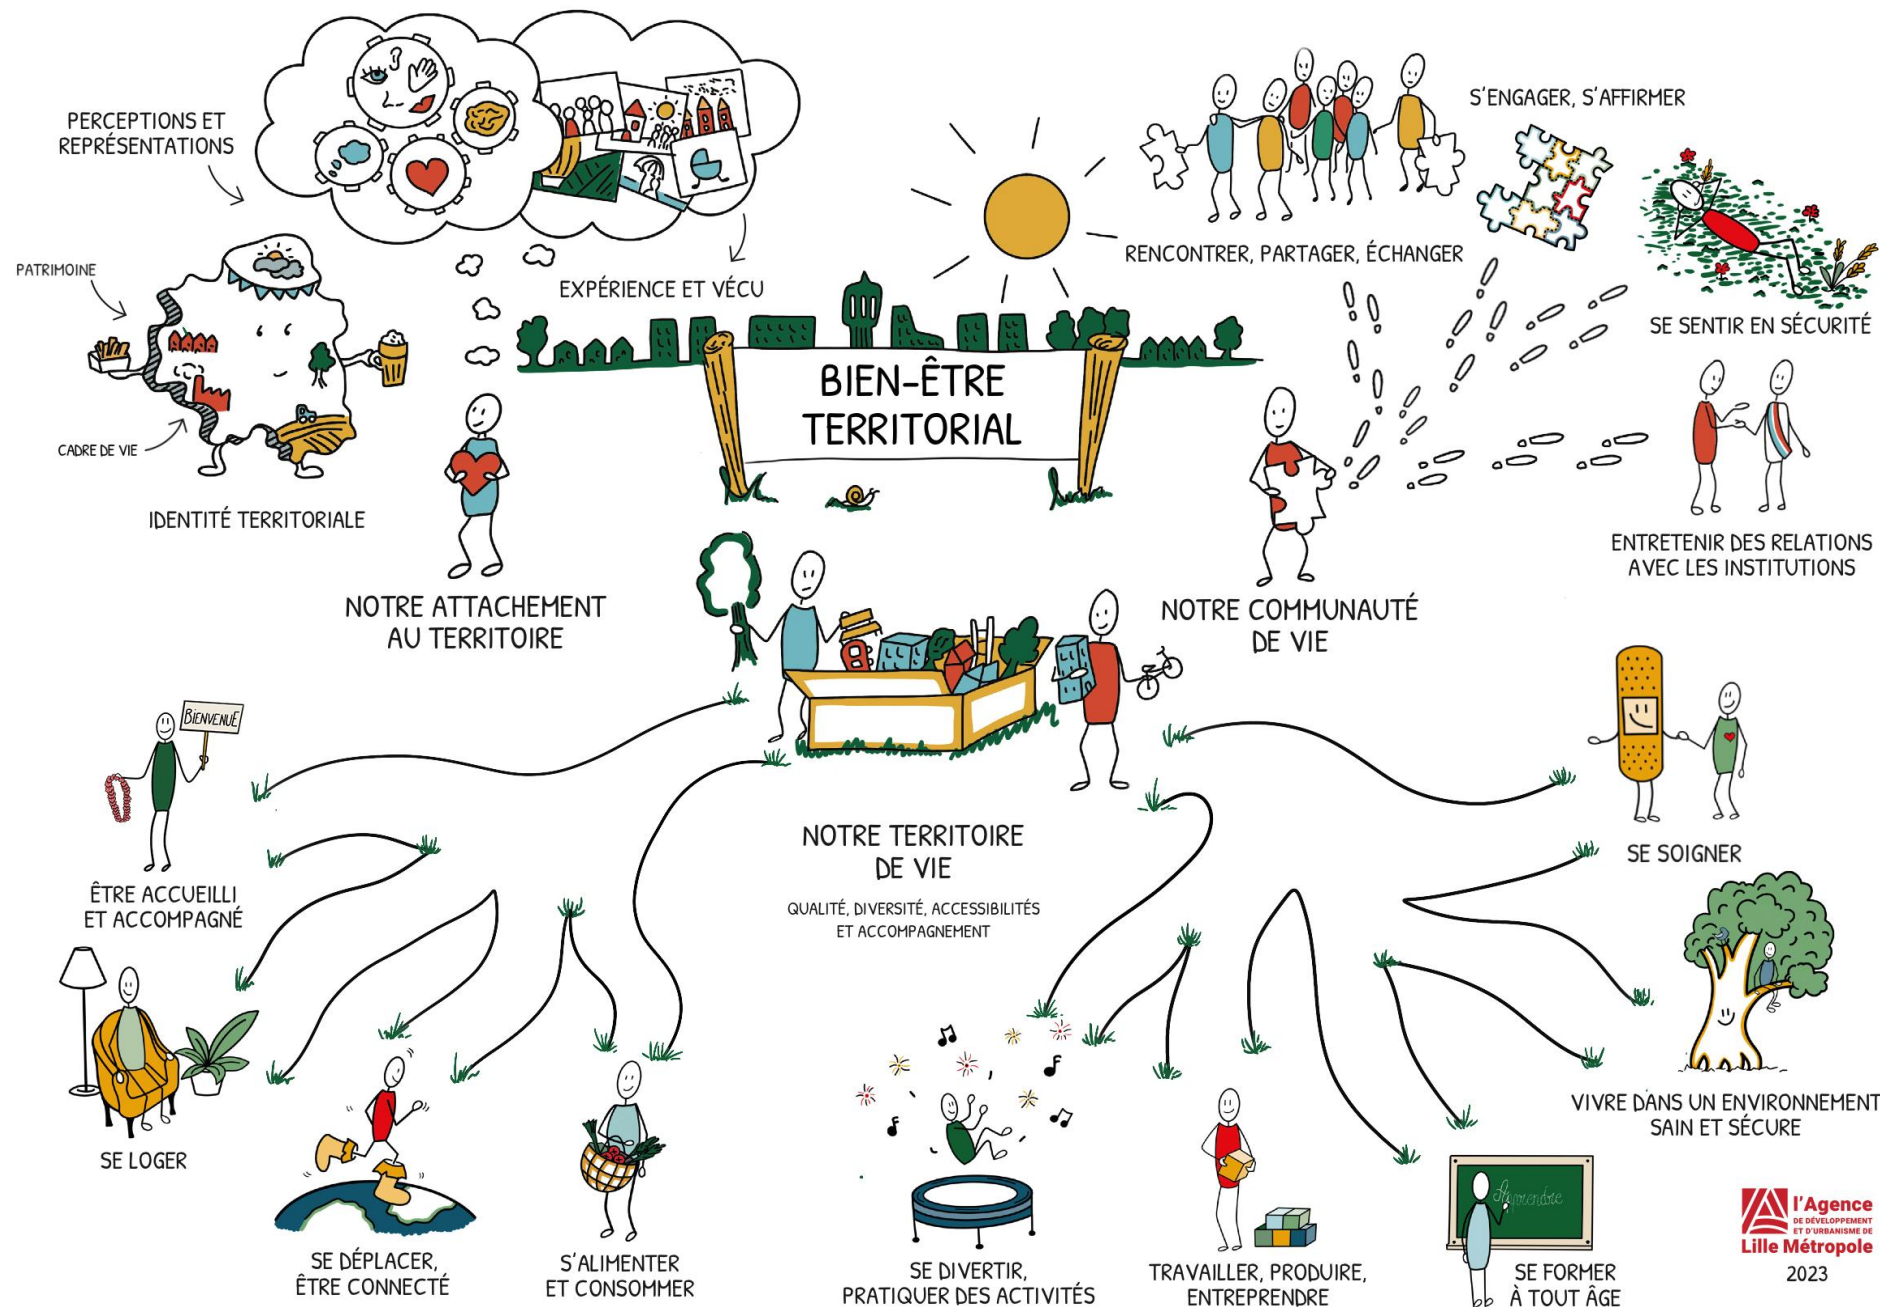 PERCEPTIONS ET
REPRÉSENTATIONS
PATRIMOINE
CADRE DE VIE
IDENTITÉ TERRITORIALE
EXPÉRIENCE ET VÉCU
NOTRE ATTACHEMENT
AU TERRITOIRE
BIEN-ÊTRE
TERRITORIAL
RENCONTRER, PARTAGER, ÉCHANGER
S'ENGAGER, S'AFFIRMER
SE SENTIR EN SÉCURITÉ
ENTRETENIR DES RELATIONS
AVEC LES INSTITUTIONS
NOTRE COMMUNAUTÉ
DE VIE
NOTRE TERRITOIRE
DE VIE
QUALITÉ, DIVERSITÉ, ACCESSIBILITÉS
ET ACCOMPAGNEMENT
BIENVENUE
ÊTRE ACCUEILLI
ET ACCOMPAGNÉ
SE LOGER
SE DÉPLACER,
ÊTRE CONNECTÉ
S'ALIMENTER
ET CONSOMMER
SE DIVERTIR,
PRATIQUER DES ACTIVITÉS
TRAVAILLER, PRODUIRE,
ENTREPRENDRE
Apprendre
SE FORMER
À TOUT ÂGE
VIVRE DANS UN ENVIRONNEMENT
SAIN ET SÉCURE
SE SOIGNER
l'Agence
DE DÉVELOPPEMENT
ET D'URBANISME DE
Lille Métropole
2023